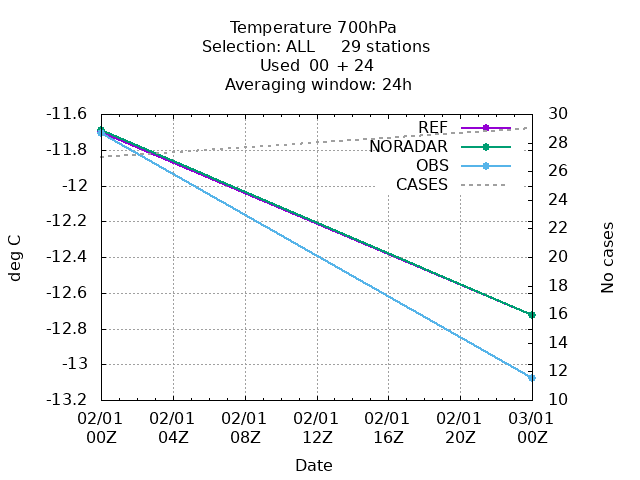 Temperature 700hPa
Selection: ALL 29 stations
Used 00 + 24
Averaging window: 24h
-11.6
-11.8
-12
-12.2
-12.4
-12.6
-12.8
-13
-13.2
deg C
REF
NORADAR
OBS
CASES
30
28
26
24
22
20
18
16
14
12
10
No cases
02/01 02/01 02/01 02/01 02/01 02/01 03/01
00Z 04Z 08Z 12Z 16Z 20Z 00Z
Date